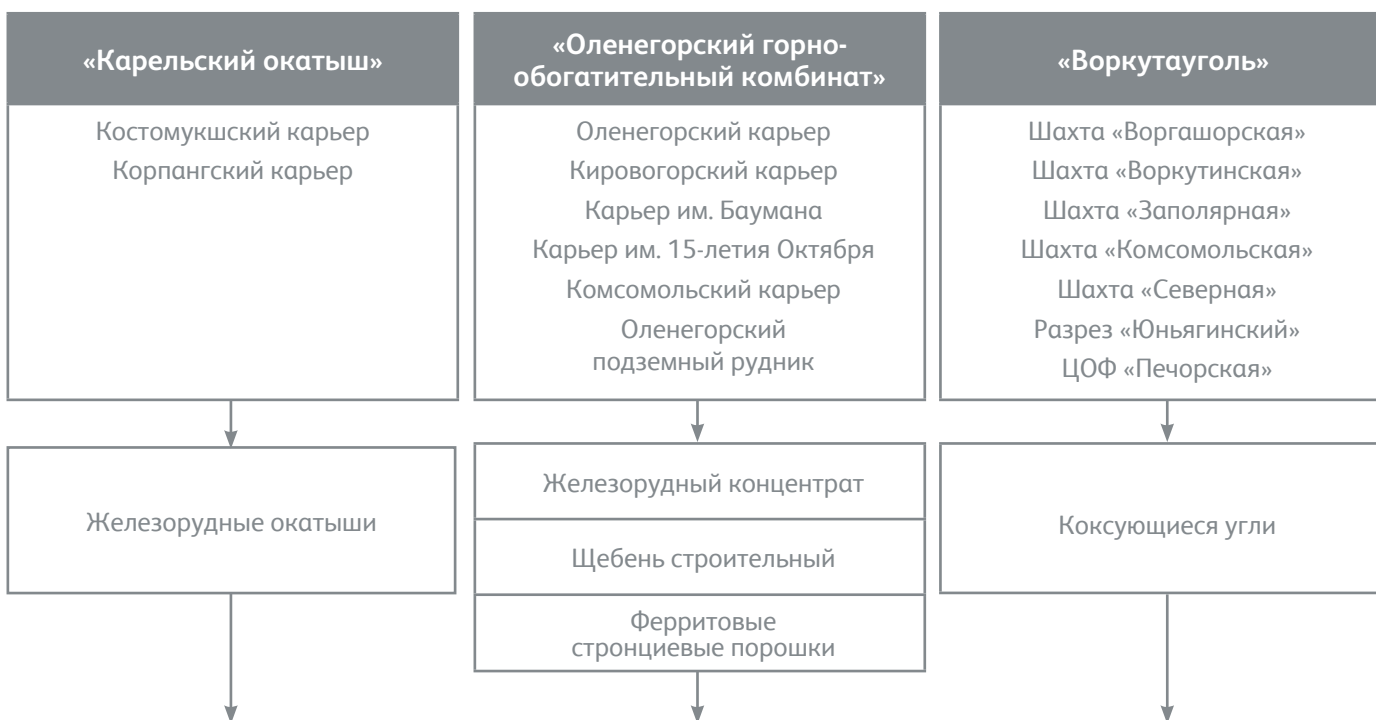 «Карельский окатыш»
Костомукшский карьер
Корпангский карьер
Железорудные окатыши
«Оленегорский горно-
обогатительный комбинат»
Оленегорский карьер
Кировогорский карьер
Карьер им. Баумана
Карьер им. 15-летия Октября
Комсомольский карьер
Оленегорский
подземный рудник
Железорудный концентрат
Щебень строительный
Ферритовые
стронциевые порошки
«Воркутауголь»
Шахта «Воргашорская»
Шахта «Воркутинская»
Шахта «Заполярная»
Шахта «Комсомольская»
Шахта «Северная»
Разрез «Юньягинский»
ЦОФ «Печорская»
Коксующиеся угли